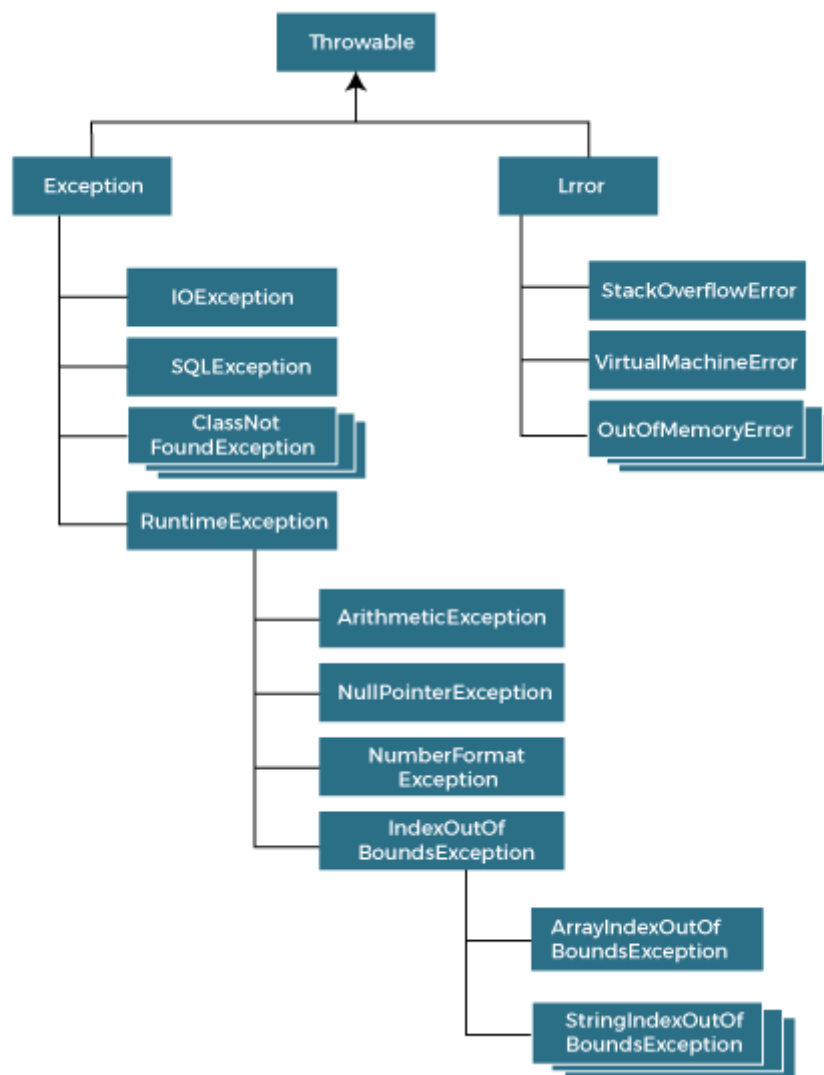 Throwable
Exception
Lrror
IOException
StackOverflowError
SQLException
VirtualMachineError
ClassNot
FoundException
OutOfMemoryError
RuntimeException
ArithmeticException
NullPointerException
NumberFormat
Exception
IndexOutOf
BoundsException
ArrayIndexOutOf
BoundsException
StringIndexOutOf
BoundsException